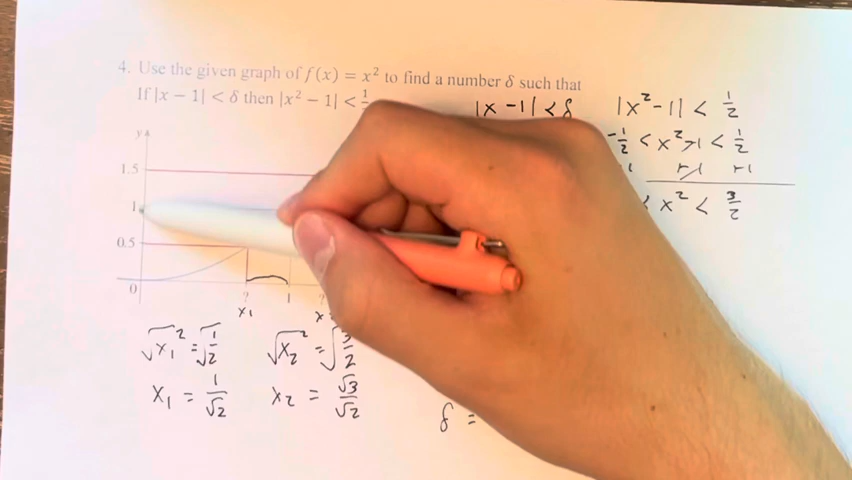 4. Use the given graph of f(x) = x² to find a number δ such that
If |x − 1| < δ then |x² − 1| < 1
|x −1| < δ
|x²−1| < 1/2
−1/2 < x²−1 < 1/2
+1 +1
< x² < 3/2
y
1.5
1
0.5
0
? 1 ?
x₁ x
√x₁² = √1/2
√x₂² = √3/2
x₁ = 1/√2
x₂ = √3/√2
δ =